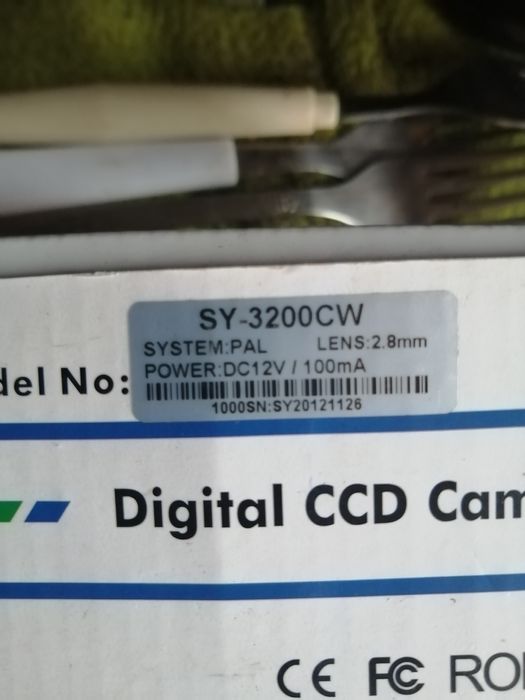 SY-3200CW
SYSTEM:PAL LENS:2.8mm
POWER:DC12V / 100mA
del No:
1000SN:SY20121126
Digital CCD Cam
CE FC RO